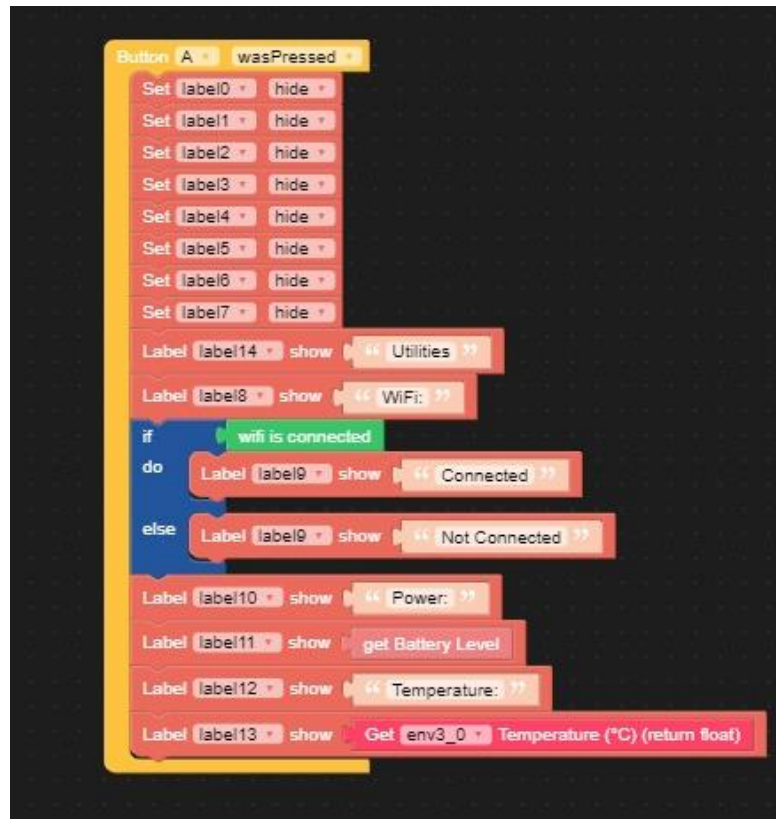 Button A wasPressed
Set label0 hide
Set label1 hide
Set label2 hide
Set label3 hide
Set label4 hide
Set label5 hide
Set label6 hide
Set label7 hide
Label label14 show “ Utilities ”
Label label8 show “ WiFi: ”
if wifi is connected
do Label label9 show “ Connected ”
else Label label9 show “ Not Connected ”
Label label10 show “ Power: ”
Label label11 show get Battery Level
Label label12 show “ Temperature: ”
Label label13 show Get env3_0 Temperature (°C) (return float)